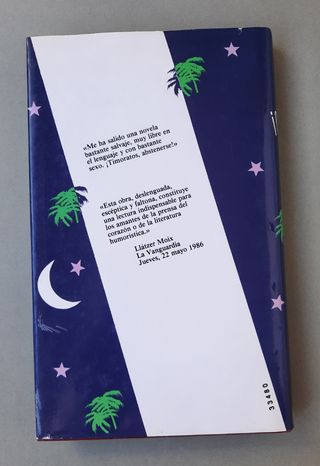 «Me ha salido una novela
bastante salvaje, muy libre en
el lenguaje y con bastante
sexo. ¡Timoratos, abstenerse!»
«Esta obra, deslenguada,
escéptica y faltona, constituye
una lectura indispensable para
los amantes de la prensa del
corazón o de la literatura
humorística.»
Llàtzer Moix
La Vanguardia
Jueves, 22 mayo 1986
33480